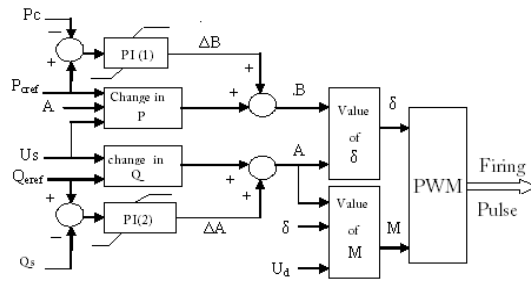 Pc
PI(1)
ΔB
Pcref
A
Change in
P
B
Us
change in
Q
A
Qeref
PI(2)
ΔA
Qs
Value
of
δ
δ
Value
of
M
δ
Ud
M
PWM
Firing
Pulse
−
+
+
+
+
+
+
−